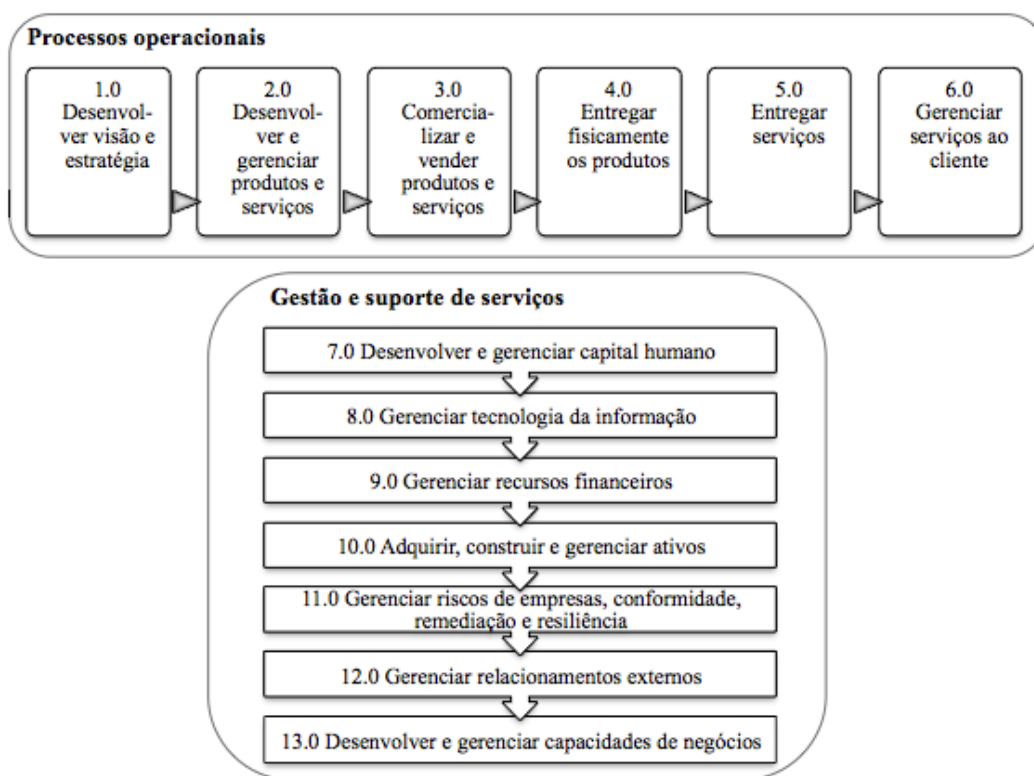 Processos operacionais
1.0
Desenvol-
ver visão e
estratégia
2.0
Desenvol-
ver e
gerenciar
produtos e
serviços
3.0
Comercia-
lizar e
vender
produtos e
serviços
4.0
Entregar
fisicamente
os produtos
5.0
Entregar
serviços
6.0
Gerenciar
serviços ao
cliente
Gestão e suporte de serviços
7.0 Desenvolver e gerenciar capital humano
8.0 Gerenciar tecnologia da informação
9.0 Gerenciar recursos financeiros
10.0 Adquirir, construir e gerenciar ativos
11.0 Gerenciar riscos de empresas, conformidade,
remediação e resiliência
12.0 Gerenciar relacionamentos externos
13.0 Desenvolver e gerenciar capacidades de negócios